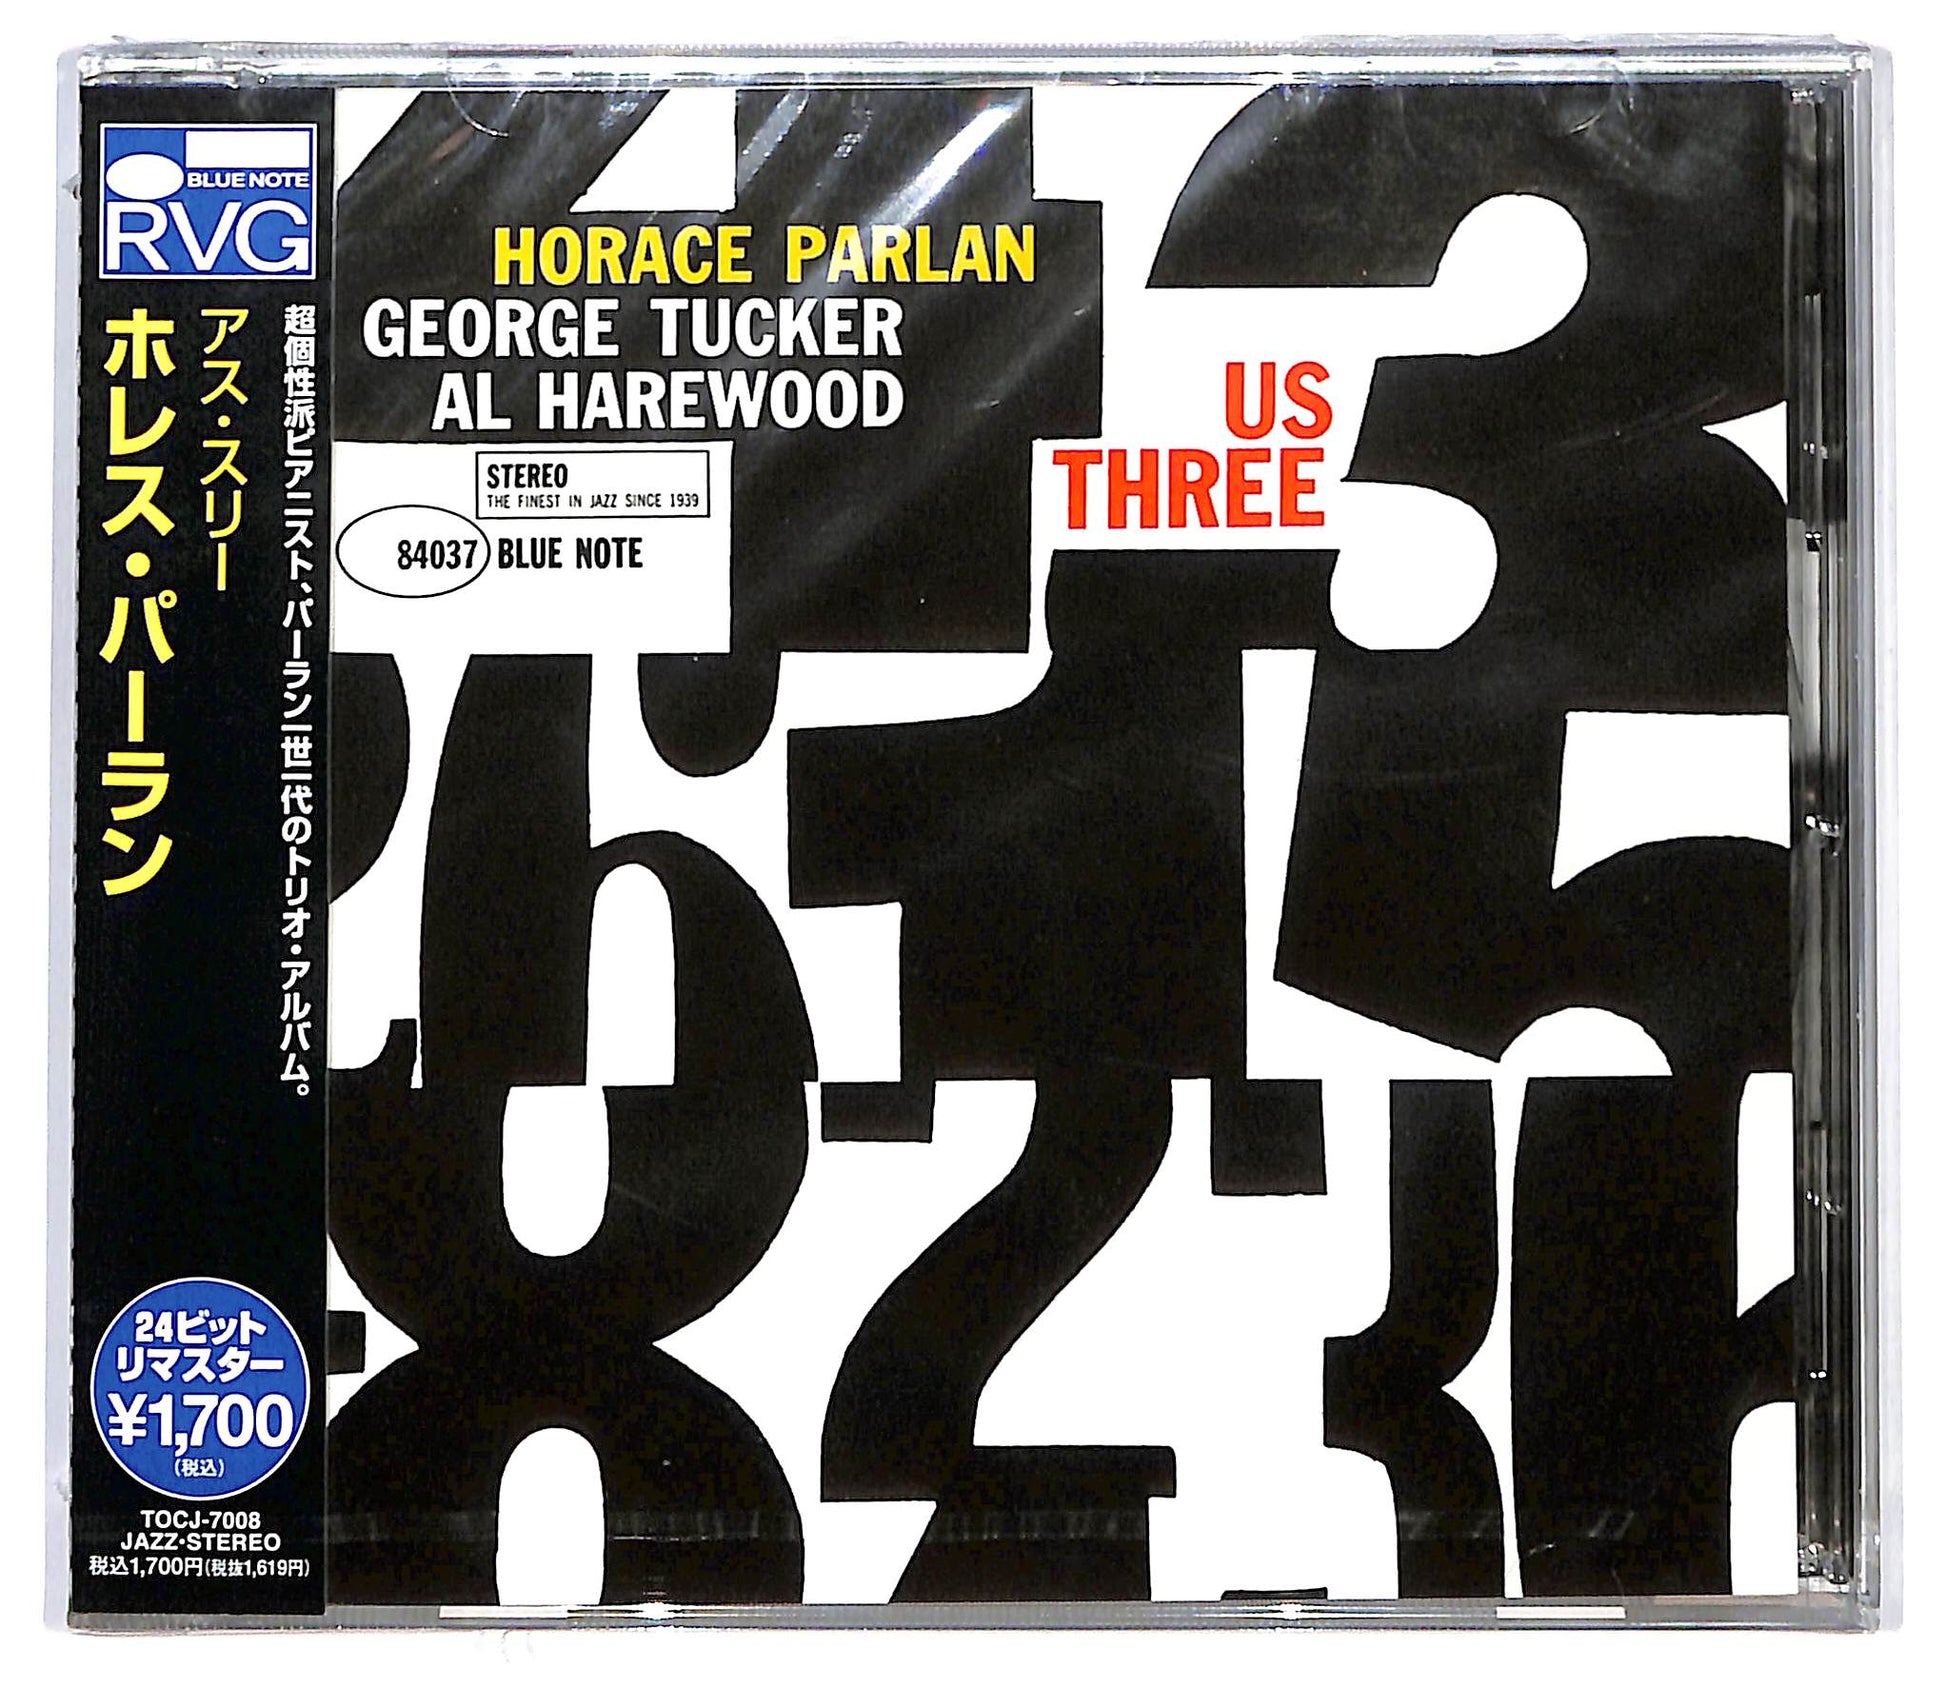 BLUE NOTE
RVG
超個性派ピアニスト、パーラン一世一代のトリオ・アルバム。
アス・スリー
ホレス・パーラン
24ビット
リマスター
¥1,700
(税込)
TOCJ-7008
JAZZ・STEREO
税込1,700円(税抜1,619円)
HORACE PARLAN
GEORGE TUCKER
AL HAREWOOD
US
THREE
STEREO
THE FINEST IN JAZZ SINCE 1939
84037 BLUE NOTE